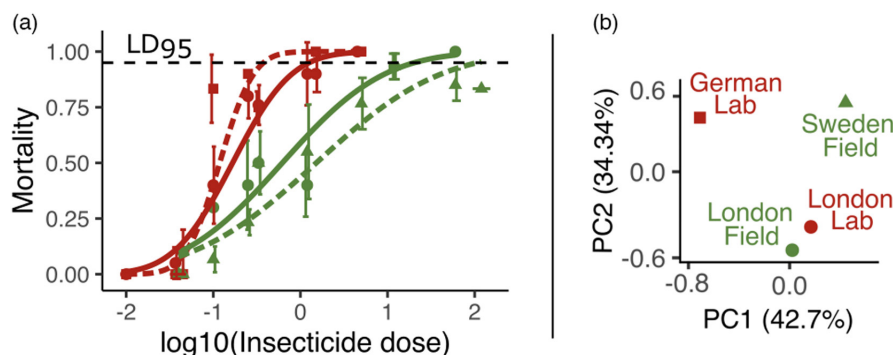 (a)
LD95
1.00
0.75
0.50
0.25
0.00
Mortality
-2
-1
0
1
2
log10(Insecticide dose)
(b)
German
Lab
Sweden
Field
London
Field
London
Lab
0.6
0.0
-0.6
PC2 (34.34%)
-0.8
0.0
PC1 (42.7%)